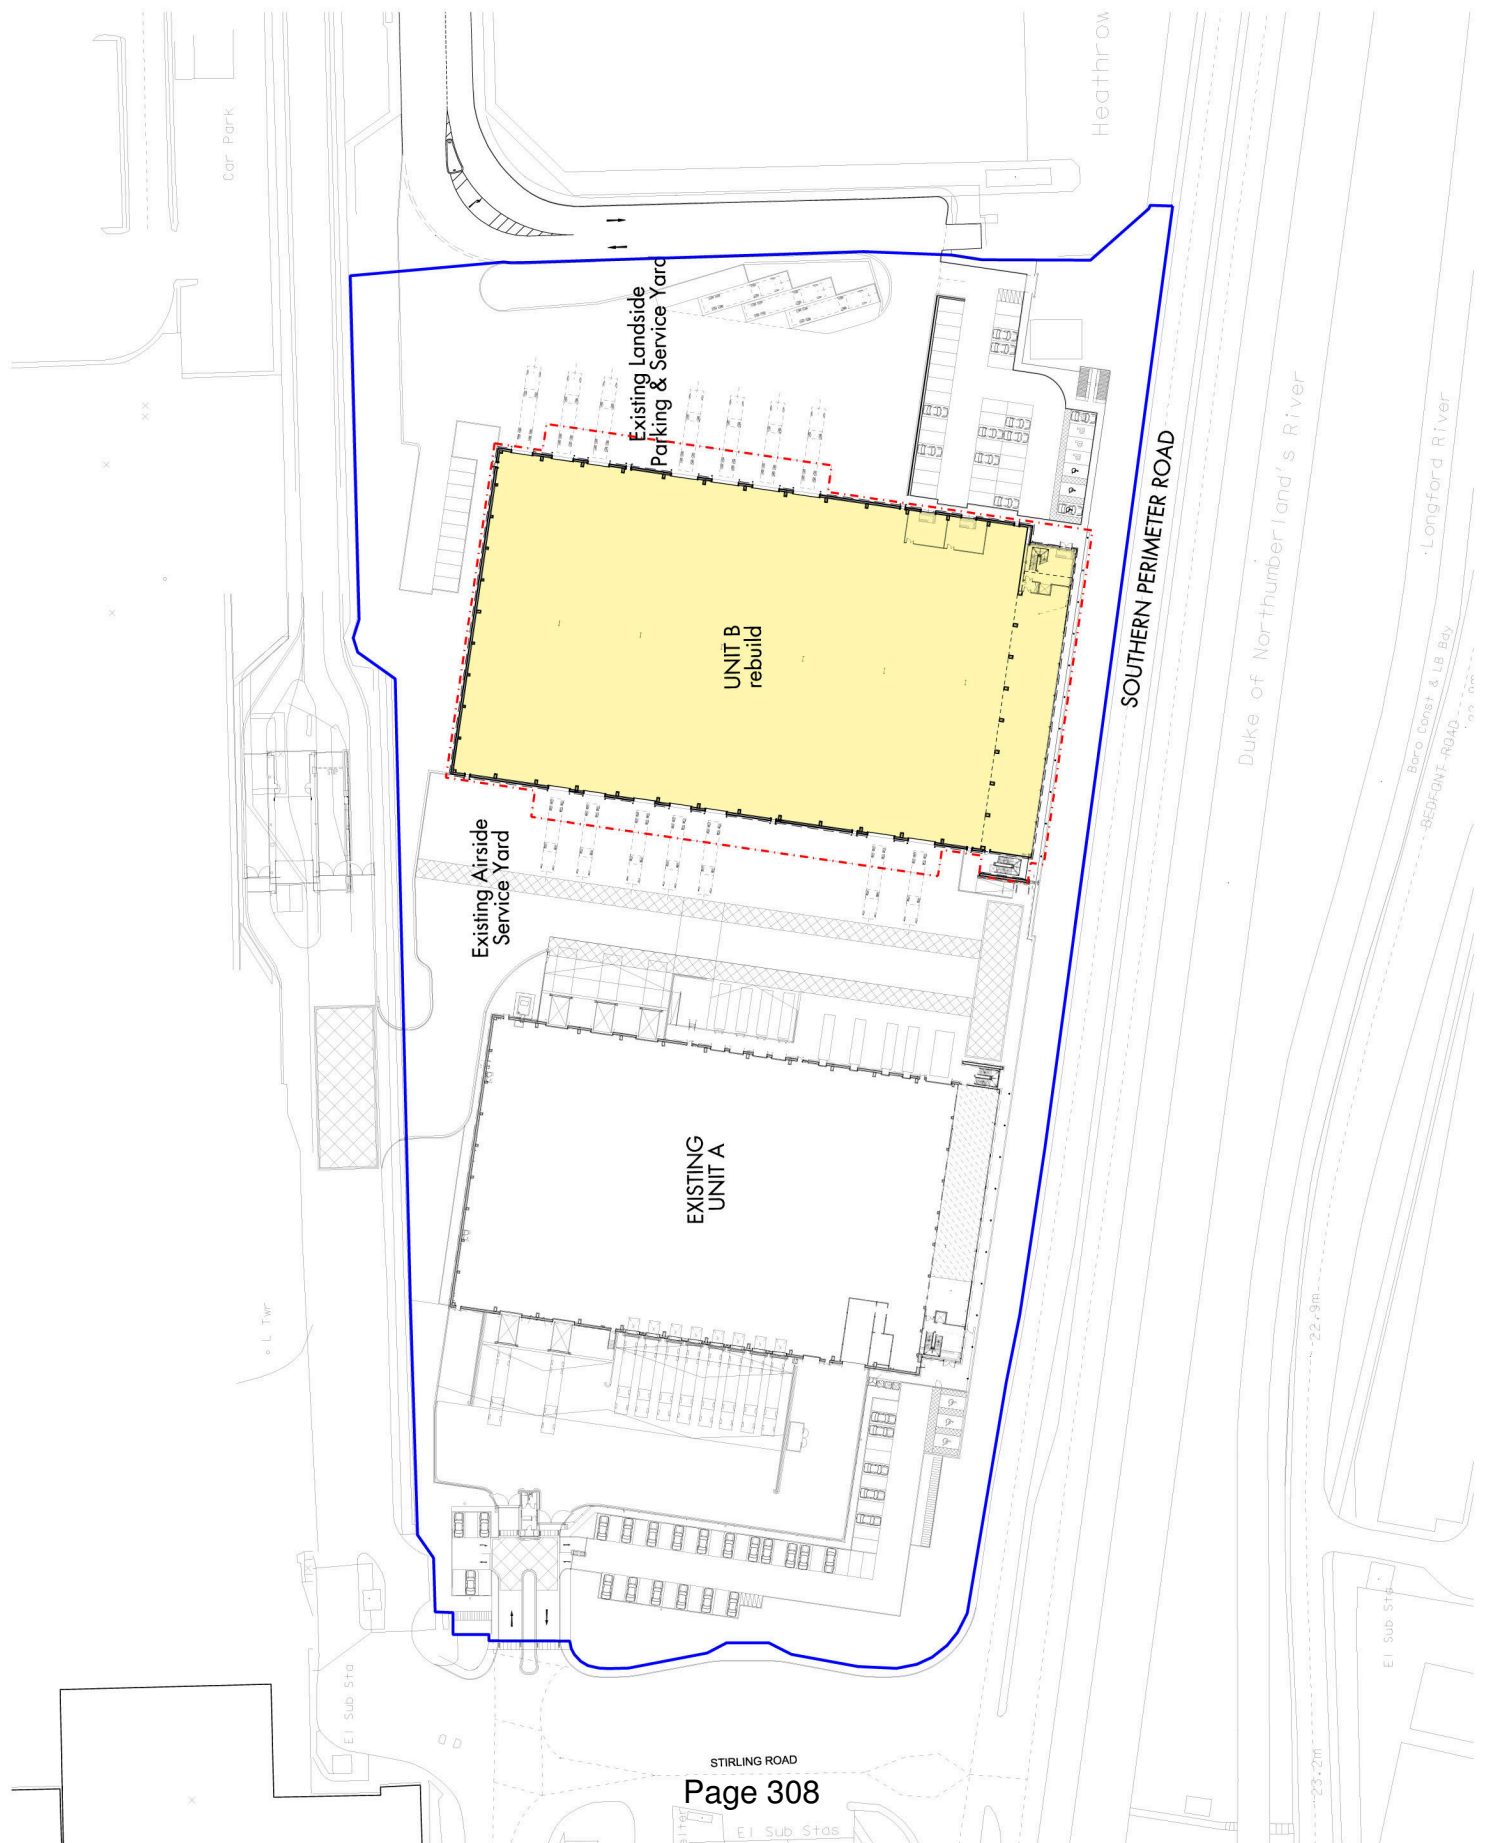 Car Park
Heathrow
Existing Landside
Parking & Service Yard
UNIT B
rebuild
SOUTHERN PERIMETER ROAD
Duke of Northumberland's River
Longford River
Boro Const & LB Bdy
BEDFONT ROAD
Existing Airside
Service Yard
EXISTING
UNIT A
L Twr
22.9m
El Sub Sta
El Sub Sta
23.2m
STIRLING ROAD
Page 308
El Sub Stas